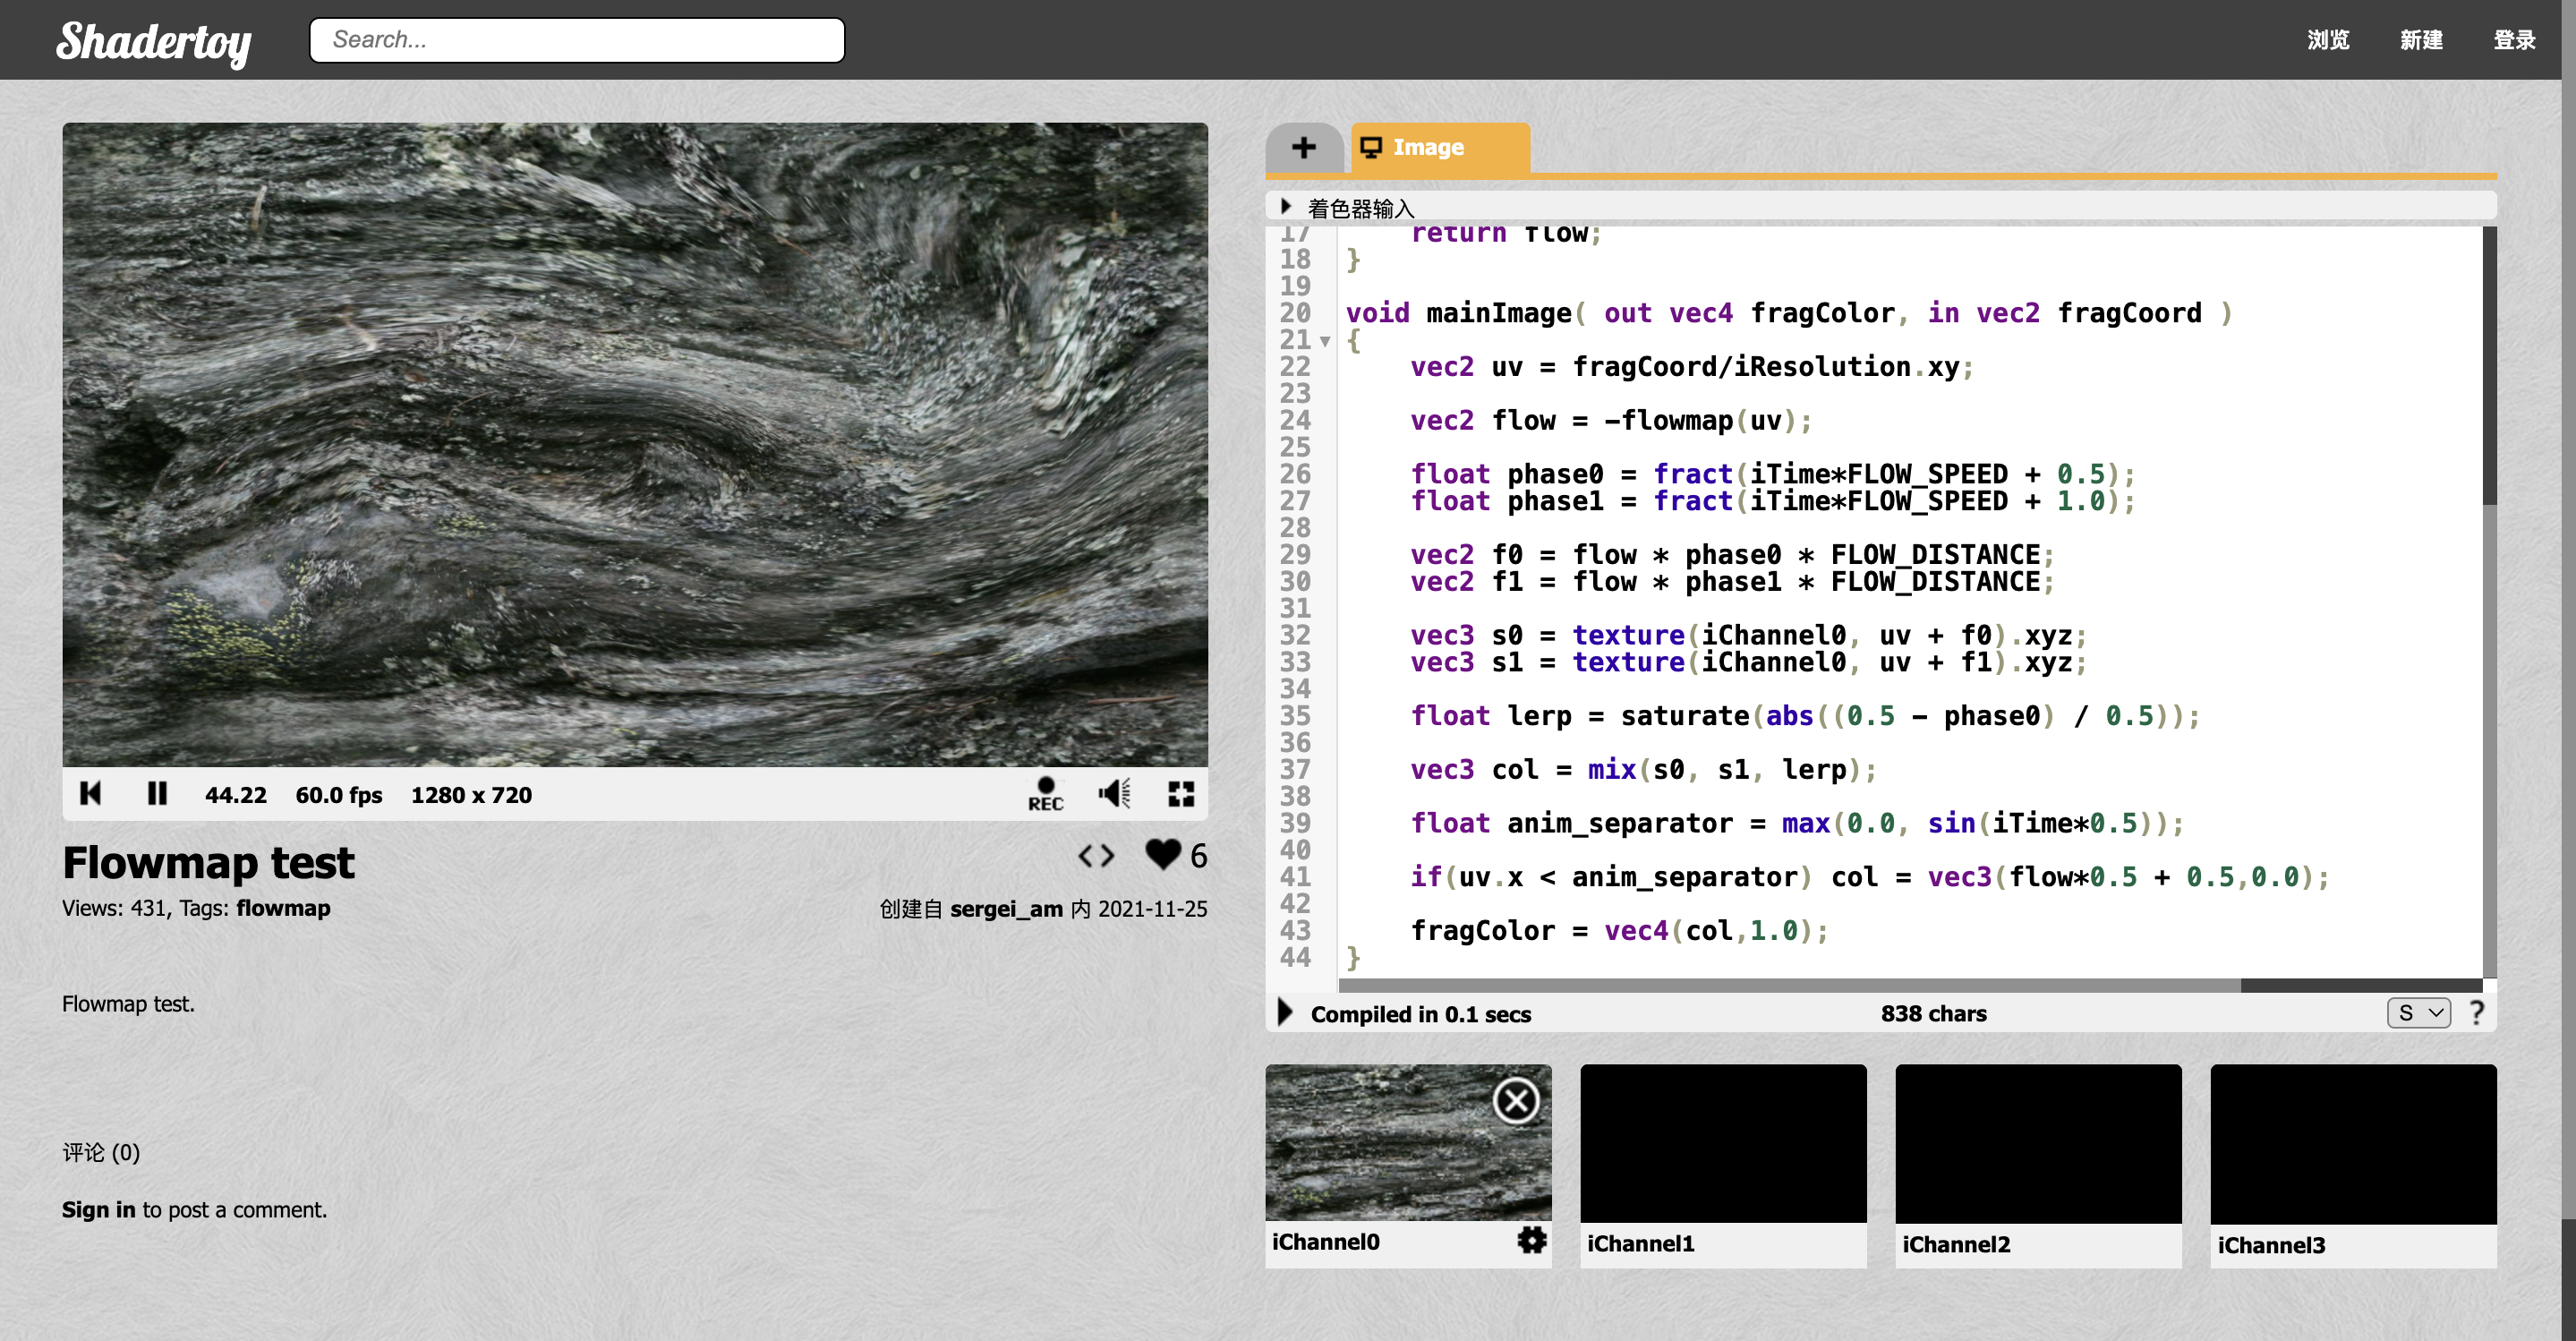 Shadertoy
Search...
浏览 新建 登录
Image
着色器输入
17 return flow;
18 }
19
20 void mainImage( out vec4 fragColor, in vec2 fragCoord )
21 {
22 vec2 uv = fragCoord/iResolution.xy;
23
24 vec2 flow = -flowmap(uv);
25
26 float phase0 = fract(iTime*FLOW_SPEED + 0.5);
27 float phase1 = fract(iTime*FLOW_SPEED + 1.0);
28
29 vec2 f0 = flow * phase0 * FLOW_DISTANCE;
30 vec2 f1 = flow * phase1 * FLOW_DISTANCE;
31
32 vec3 s0 = texture(iChannel0, uv + f0).xyz;
33 vec3 s1 = texture(iChannel0, uv + f1).xyz;
34
35 float lerp = saturate(abs((0.5 - phase0) / 0.5));
36
37 vec3 col = mix(s0, s1, lerp);
38
39 float anim_separator = max(0.0, sin(iTime*0.5));
40
41 if(uv.x < anim_separator) col = vec3(flow*0.5 + 0.5,0.0);
42
43 fragColor = vec4(col,1.0);
44 }
Compiled in 0.1 secs 838 chars S ?
iChannel0 iChannel1 iChannel2 iChannel3
44.22 60.0 fps 1280 x 720 REC
Flowmap test 6
Views: 431, Tags: flowmap 创建自 sergei_am 内 2021-11-25
Flowmap test.
评论 (0)
Sign in to post a comment.